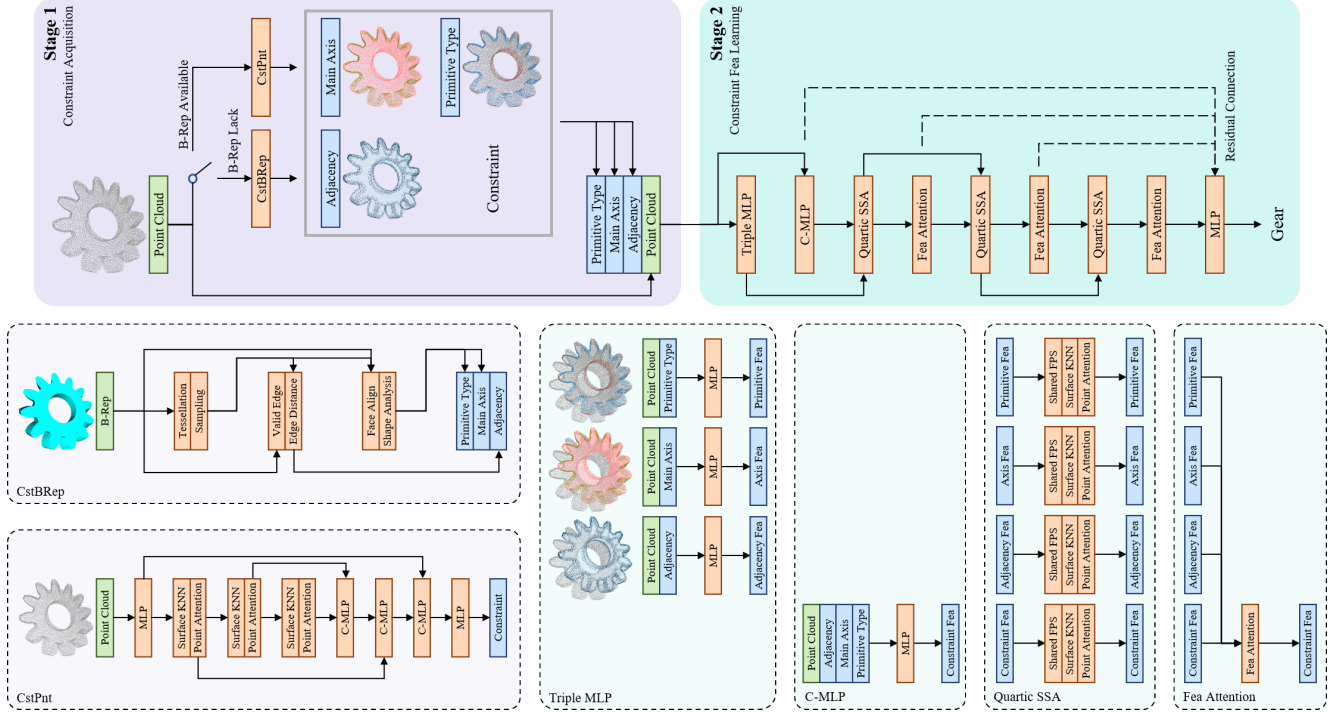 Stage 1
Constraint Acquisition
Point Cloud
B-Rep Available
B-Rep Lack
CstPnt
CstBRep
Main Axis
Adjacency
Primitive Type
Constraint
Primitive Type
Main Axis
Adjacency
Point Cloud
Stage 2
Constraint Fea Learning
Triple MLP
C-MLP
Quartic SSA
Fea Attention
Quartic SSA
Fea Attention
Quartic SSA
Fea Attention
MLP
Residual Connection
Gear
B-Rep
Tessellation
Sampling
Valid Edge
Edge Distance
Face Align
Shape Analysis
Primitive Type
Main Axis
Adjacency
CstBRep
Point Cloud
MLP
Surface KNN
Point Attention
Surface KNN
Point Attention
Surface KNN
Point Attention
C-MLP
C-MLP
C-MLP
MLP
Constraint
CstPnt
Point Cloud
Primitive Type
MLP
Primitive Fea
Point Cloud
Main Axis
MLP
Axis Fea
Point Cloud
Adjacency
MLP
Adjacency Fea
Triple MLP
Point Cloud
Adjacency
Main Axis
Primitive Type
MLP
Constraint Fea
C-MLP
Primitive Fea
Shared FPS
Surface KNN
Point Attention
Primitive Fea
Axis Fea
Shared FPS
Surface KNN
Point Attention
Axis Fea
Adjacency Fea
Shared FPS
Surface KNN
Point Attention
Adjacency Fea
Constraint Fea
Shared FPS
Surface KNN
Point Attention
Constraint Fea
Quartic SSA
Primitive Fea
Axis Fea
Adjacency Fea
Constraint Fea
Fea Attention
Constraint Fea
Fea Attention